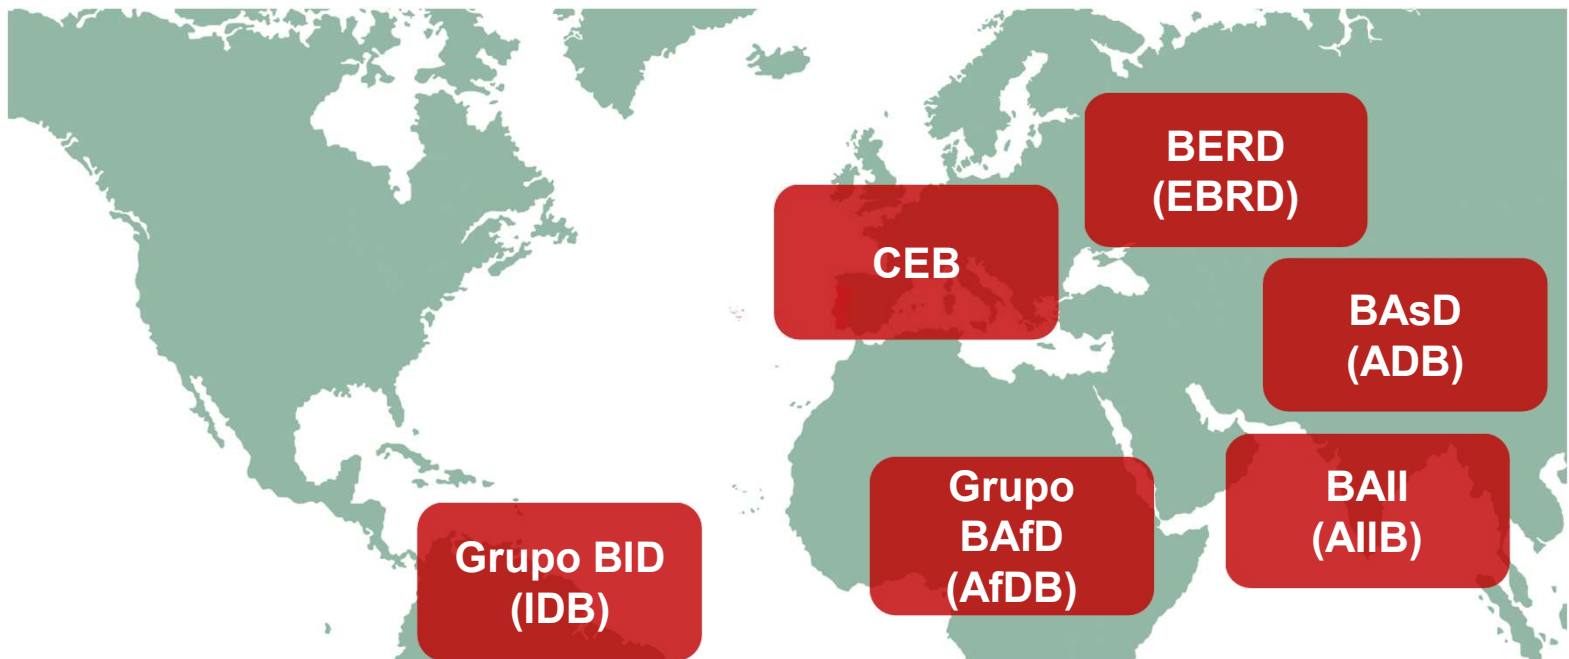 BERD
(EBRD)
CEB
BAsD
(ADB)
Grupo
BAfD
(AfDB)
BAII
(AIIB)
Grupo BID
(IDB)